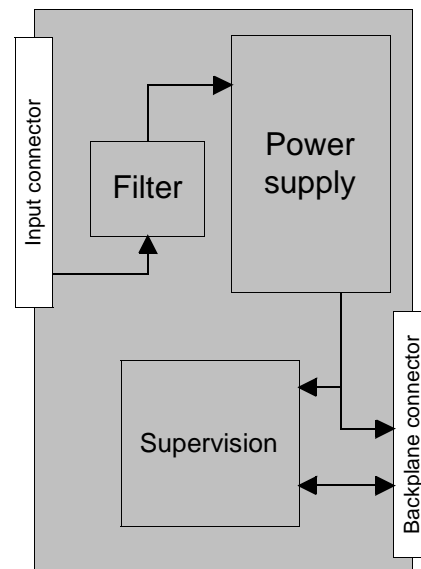 Input connector
Filter
Power
supply
Supervision
Backplane connector